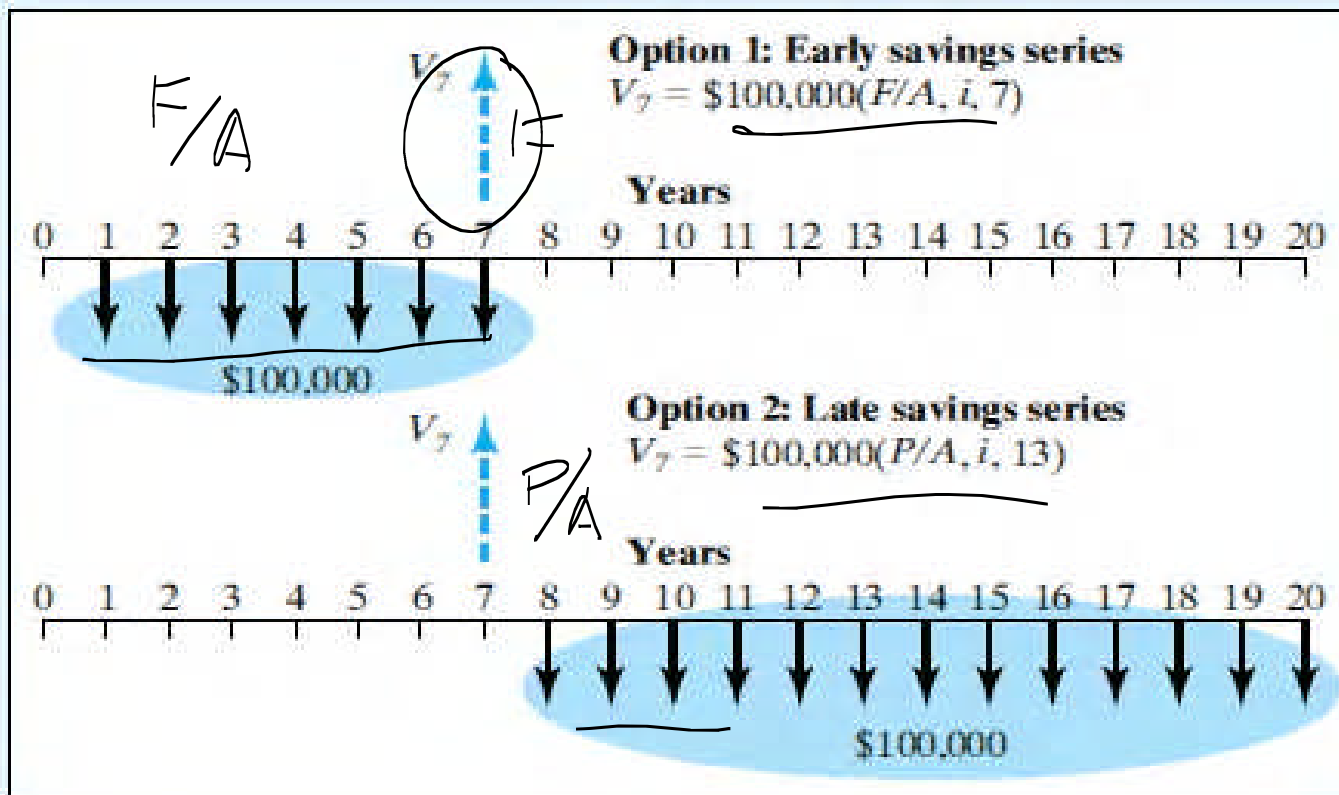 Option 1: Early savings series
V₇ = $100,000(F/A, i, 7)
F/A
V₇
F
Years
0 1 2 3 4 5 6 7 8 9 10 11 12 13 14 15 16 17 18 19 20
$100,000
Option 2: Late savings series
V₇ = $100,000(P/A, i, 13)
V₇
P/A
Years
0 1 2 3 4 5 6 7 8 9 10 11 12 13 14 15 16 17 18 19 20
$100,000